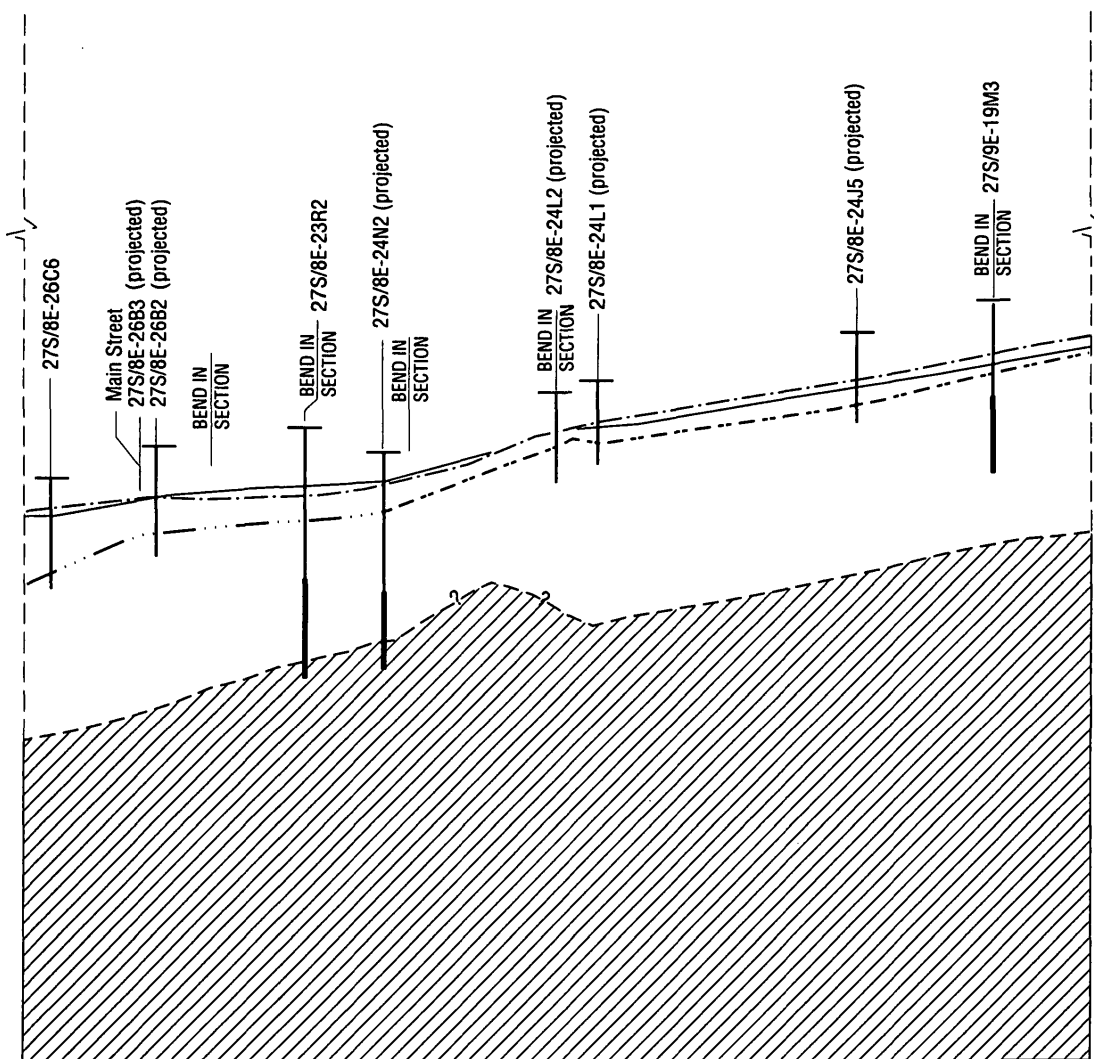 27S/8E-26C6
Main Street
27S/8E-26B3 (projected)
27S/8E-26B2 (projected)
BEND IN
SECTION
BEND IN
SECTION
27S/8E-23R2
27S/8E-24N2 (projected)
BEND IN
SECTION
BEND IN
SECTION
27S/8E-24L2 (projected)
27S/8E-24L1 (projected)
27S/8E-24J5 (projected)
BEND IN
SECTION
27S/9E-19M3
?
?